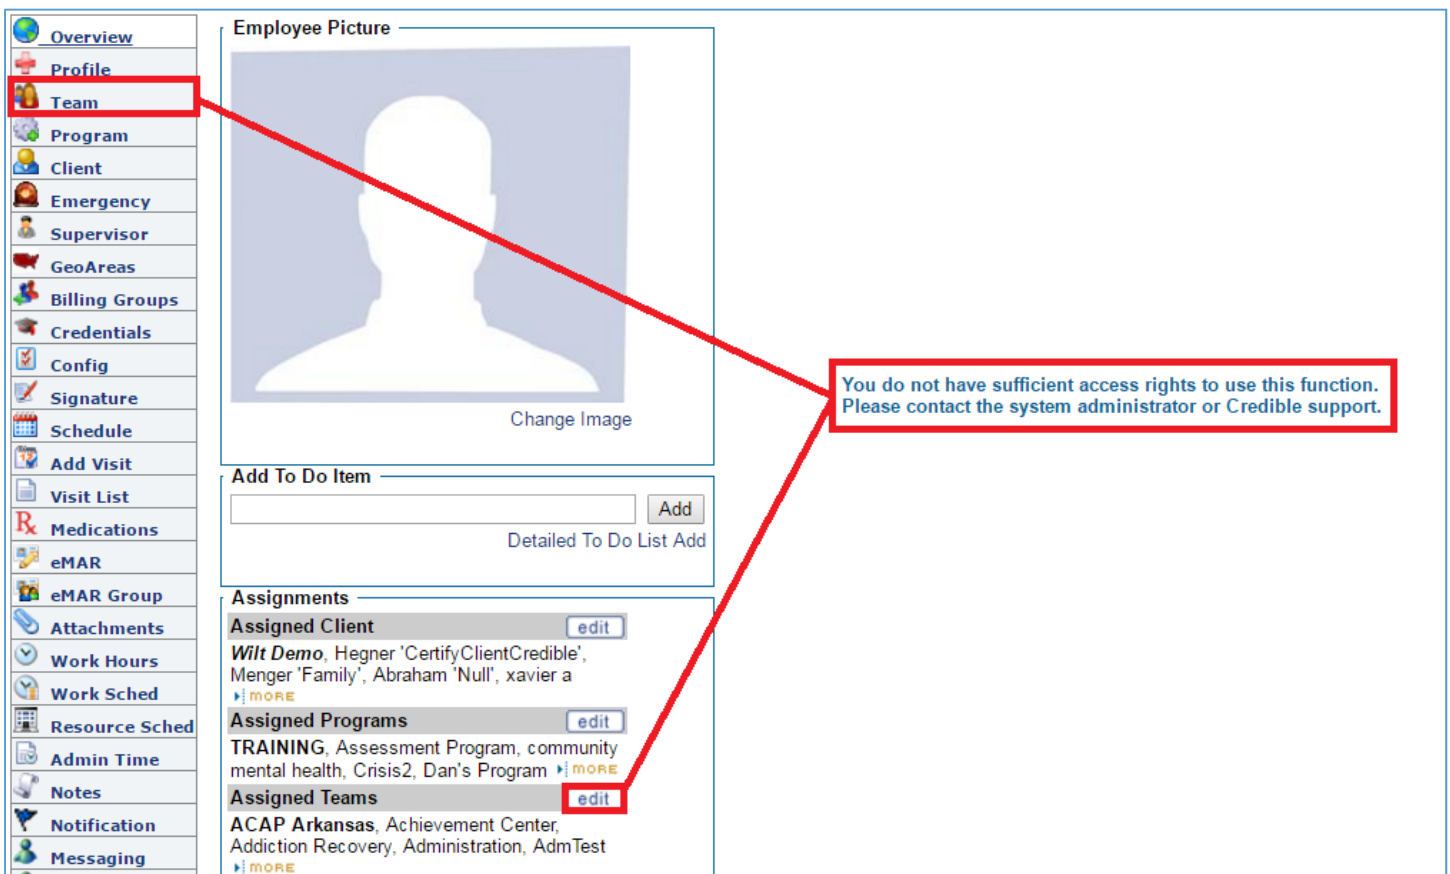 Overview
Profile
Team
Program
Client
Emergency
Supervisor
GeoAreas
Billing Groups
Credentials
Config
Signature
Schedule
Add Visit
Visit List
Medications
eMAR
eMAR Group
Attachments
Work Hours
Work Sched
Resource Sched
Admin Time
Notes
Notification
Messaging
Employee Picture
Change Image
Add To Do Item
Add
Detailed To Do List Add
Assignments
Assigned Client edit
Wilt Demo, Hegner 'CertifyClientCredible',
Menger 'Family', Abraham 'Null', xavier a
MORE
Assigned Programs edit
TRAINING, Assessment Program, community
mental health, Crisis2, Dan's Program MORE
Assigned Teams edit
ACAP Arkansas, Achievement Center,
Addiction Recovery, Administration, AdmTest
MORE
You do not have sufficient access rights to use this function.
Please contact the system administrator or Credible support.